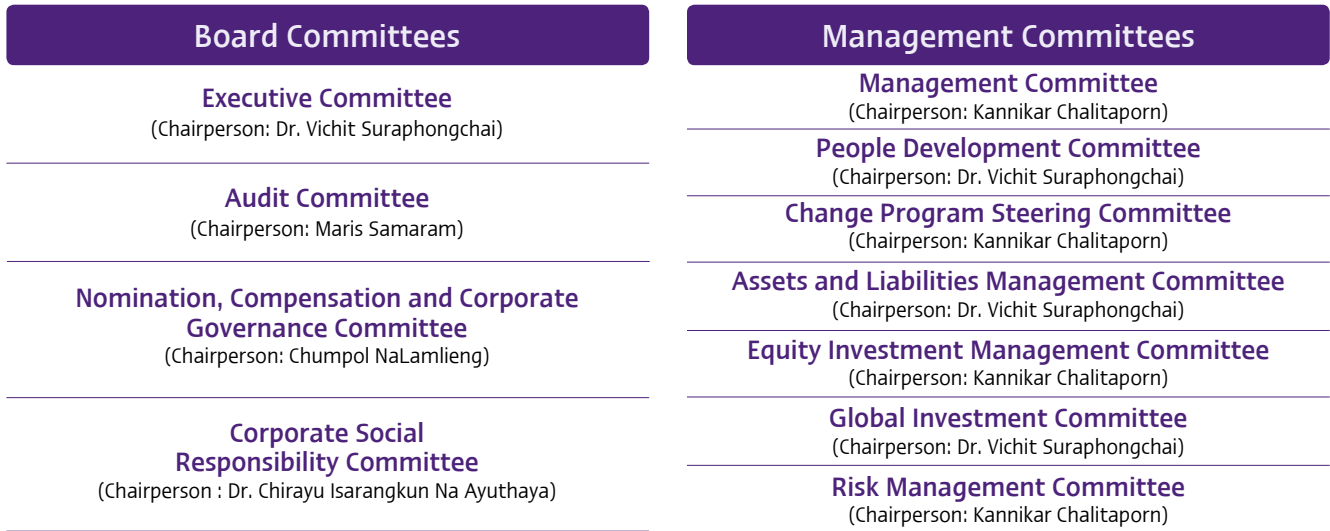 Board Committees
Executive Committee
(Chairperson: Dr. Vichit Suraphongchai)
Audit Committee
(Chairperson: Maris Samaram)
Nomination, Compensation and Corporate
Governance Committee
(Chairperson: Chumpol NaLamlieng)
Corporate Social
Responsibility Committee
(Chairperson : Dr. Chirayu Isarangkun Na Ayuthaya)
Management Committees
Management Committee
(Chairperson: Kannikar Chalitaporn)
People Development Committee
(Chairperson: Dr. Vichit Suraphongchai)
Change Program Steering Committee
(Chairperson: Kannikar Chalitaporn)
Assets and Liabilities Management Committee
(Chairperson: Dr. Vichit Suraphongchai)
Equity Investment Management Committee
(Chairperson: Kannikar Chalitaporn)
Global Investment Committee
(Chairperson: Dr. Vichit Suraphongchai)
Risk Management Committee
(Chairperson: Kannikar Chalitaporn)